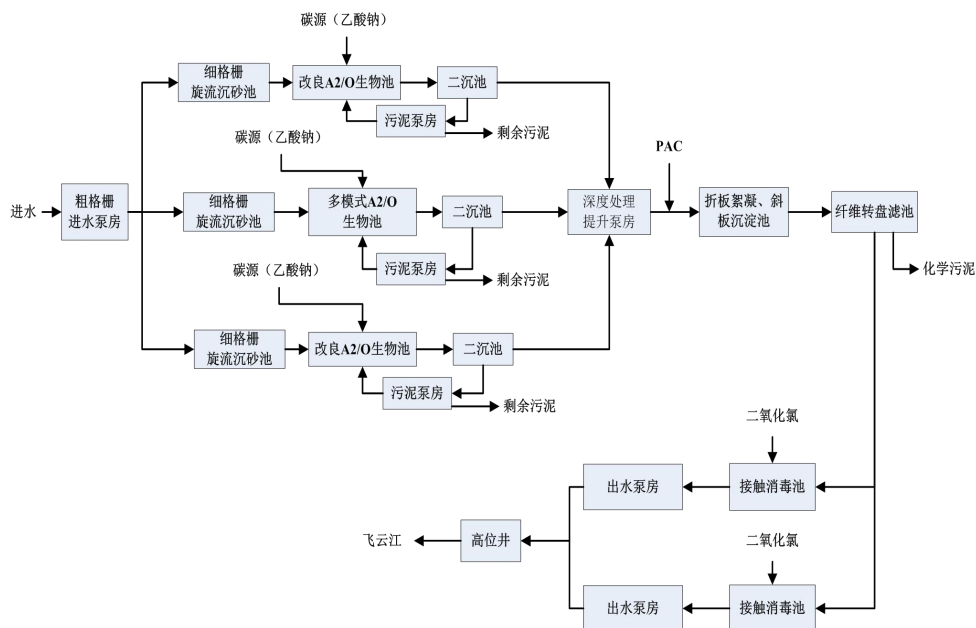 碳源（乙酸钠）
细格栅
旋流沉砂池
改良A2/O生物池
二沉池
污泥泵房
剩余污泥
碳源（乙酸钠）
PAC
进水
粗格栅
进水泵房
细格栅
旋流沉砂池
多模式A2/O
生物池
二沉池
深度处理
提升泵房
折板絮凝、斜
板沉淀池
纤维转盘滤池
污泥泵房
剩余污泥
化学污泥
碳源（乙酸钠）
细格栅
旋流沉砂池
改良A2/O生物池
二沉池
污泥泵房
剩余污泥
二氧化氯
出水泵房
接触消毒池
飞云江
高位井
二氧化氯
出水泵房
接触消毒池